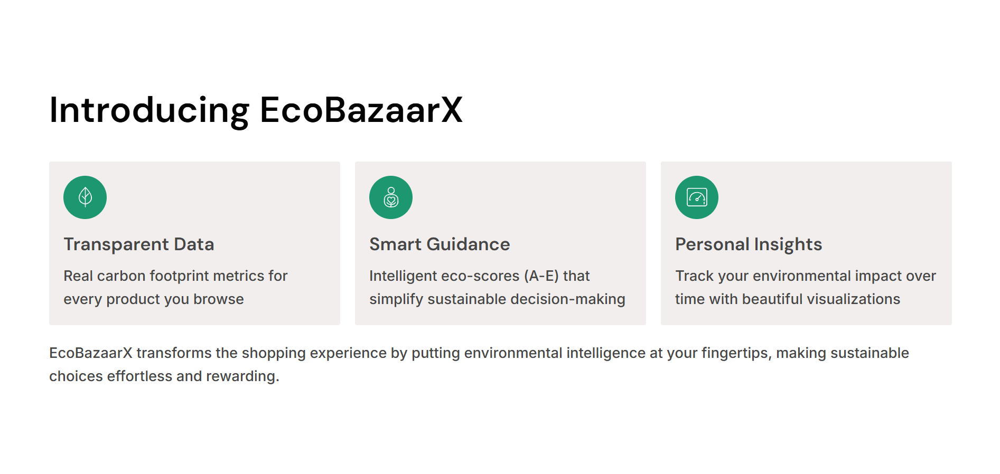 Introducing EcoBazaarX
Transparent Data
Real carbon footprint metrics for
every product you browse
Smart Guidance
Intelligent eco-scores (A-E) that
simplify sustainable decision-making
Personal Insights
Track your environmental impact over
time with beautiful visualizations
EcoBazaarX transforms the shopping experience by putting environmental intelligence at your fingertips, making sustainable
choices effortless and rewarding.